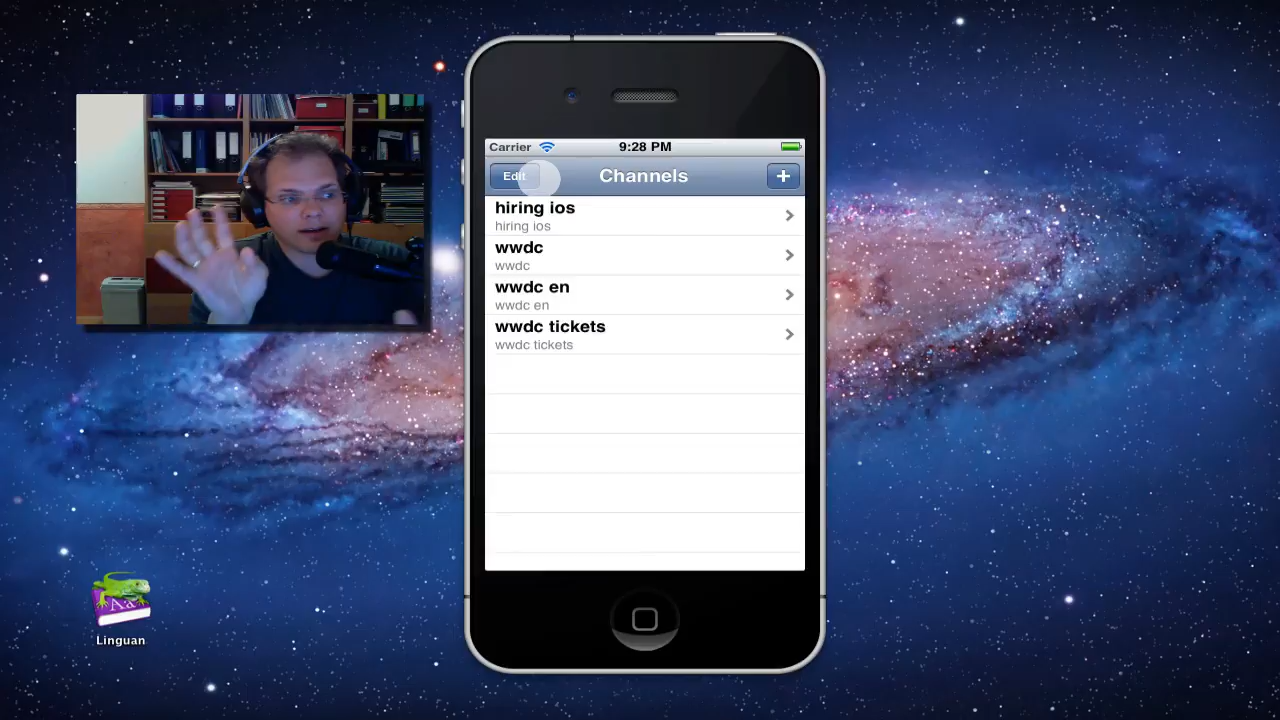 Carrier 9:28 PM
Edit Channels +
hiring ios
hiring ios
wwdc
wwdc
wwdc en
wwdc en
wwdc tickets
wwdc tickets
Aa
Linguan